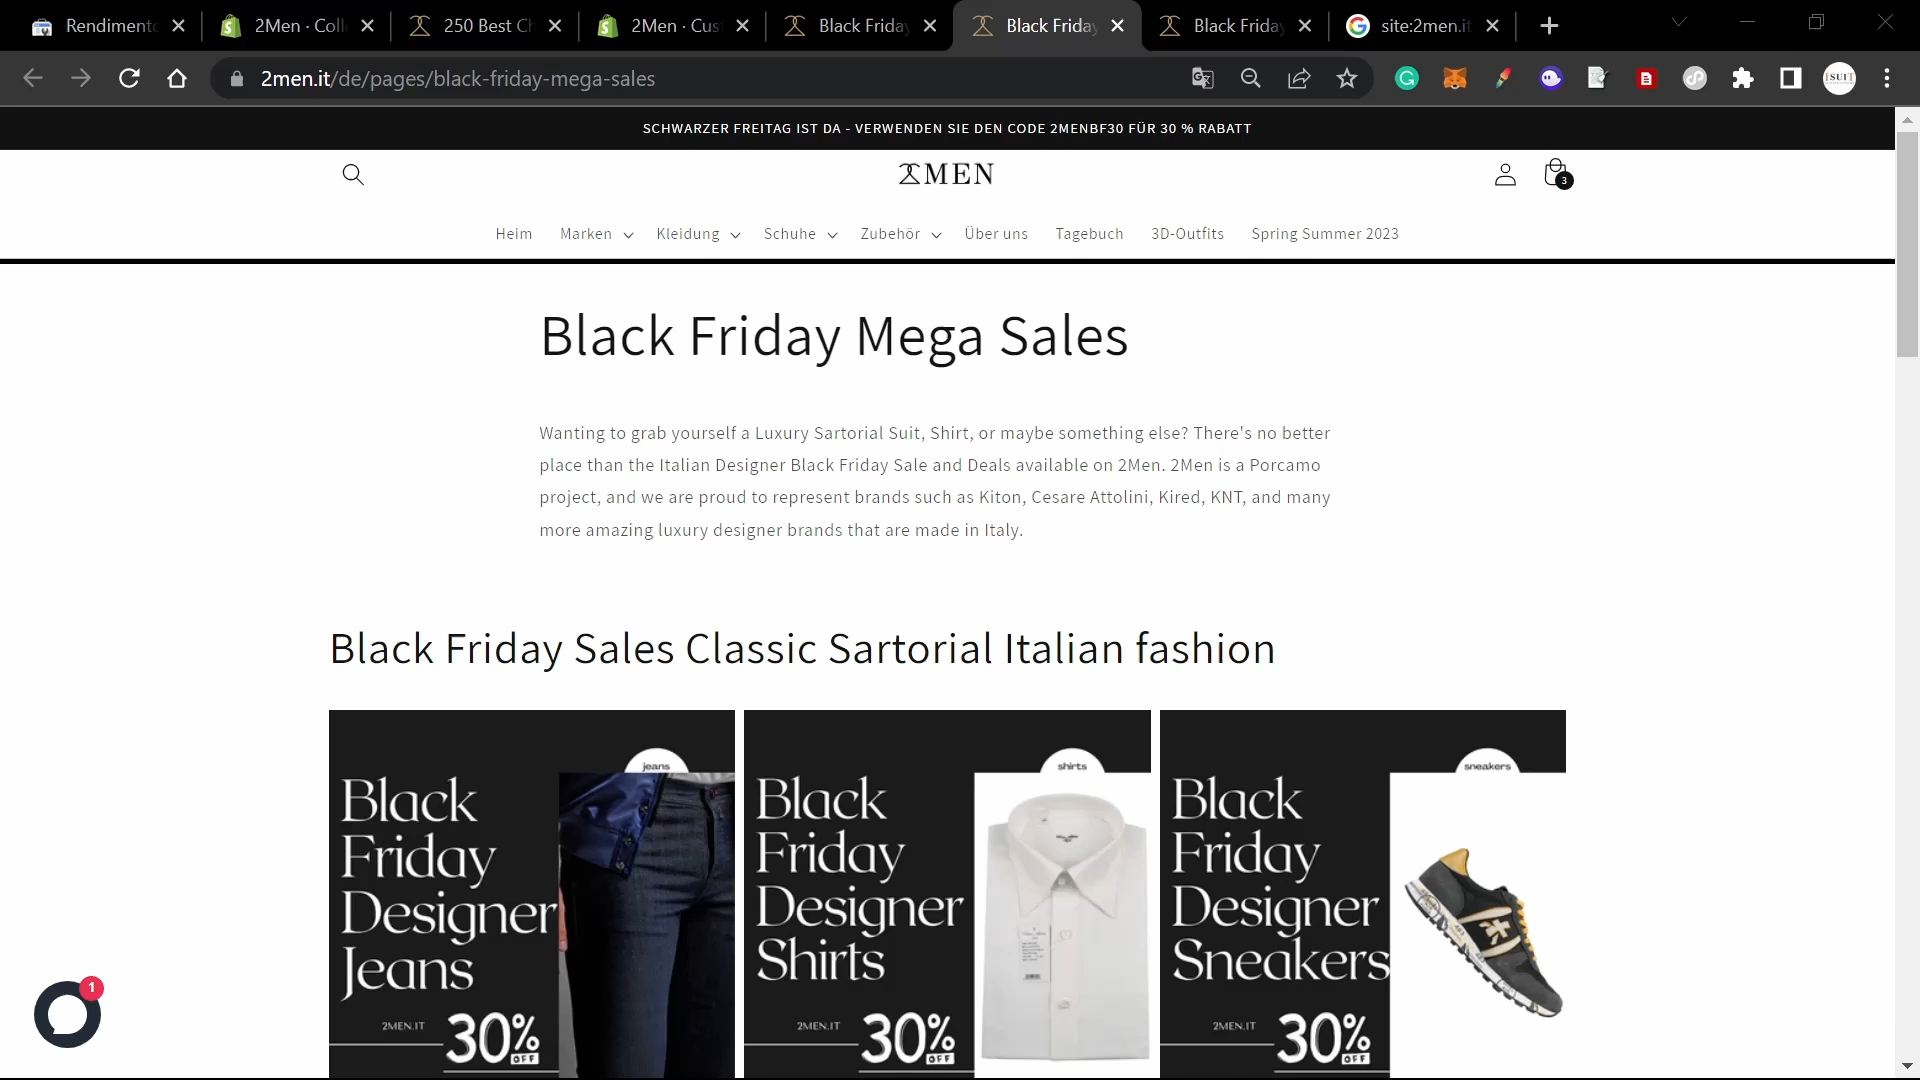 Rendiment
2Men · Coll
250 Best Ch
2Men · Cus
Black Friday
Black Friday
Black Friday
site:2men.it
2men.it/de/pages/black-friday-mega-sales
SCHWARZER FREITAG IST DA - VERWENDEN SIE DEN CODE 2MENBF30 FÜR 30 % RABATT
2MEN
3
Heim
Marken
Kleidung
Schuhe
Zubehör
Über uns
Tagebuch
3D-Outfits
Spring Summer 2023
Black Friday Mega Sales
Wanting to grab yourself a Luxury Sartorial Suit, Shirt, or maybe something else? There's no better
place than the Italian Designer Black Friday Sale and Deals available on 2Men. 2Men is a Porcamo
project, and we are proud to represent brands such as Kiton, Cesare Attolini, Kired, KNT, and many
more amazing luxury designer brands that are made in Italy.
Black Friday Sales Classic Sartorial Italian fashion
jeans
Black
Friday
Designer
Jeans
2MEN.IT
30%
OFF
shirts
Black
Friday
Designer
Shirts
2MEN.IT
30%
OFF
sneakers
Black
Friday
Designer
Sneakers
2MEN.IT
30%
OFF
1